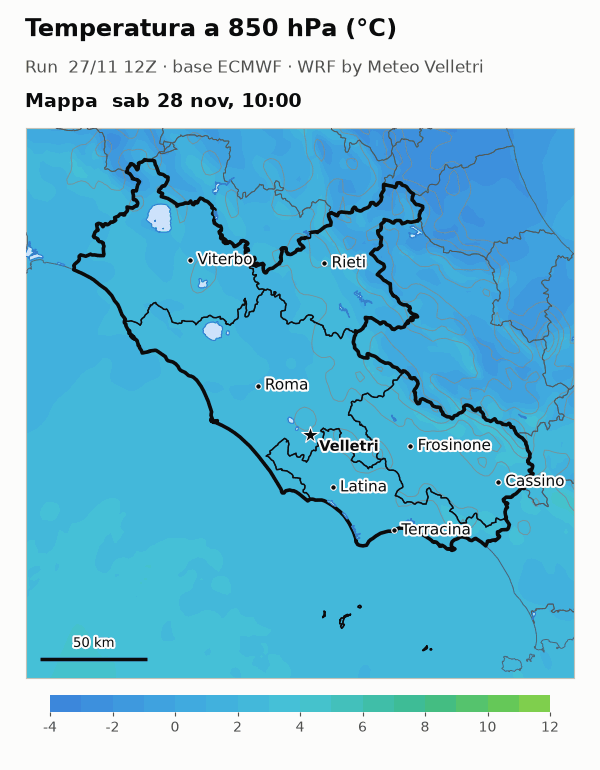 Temperatura a 850 hPa (°C)
Run  27/11 12Z · base ECMWF · WRF by Meteo Velletri
Mappa  sab 28 nov, 10:00
Viterbo
Rieti
Roma
Velletri
Frosinone
Latina
Cassino
Terracina
50 km
-4 -2 0 2 4 6 8 10 12